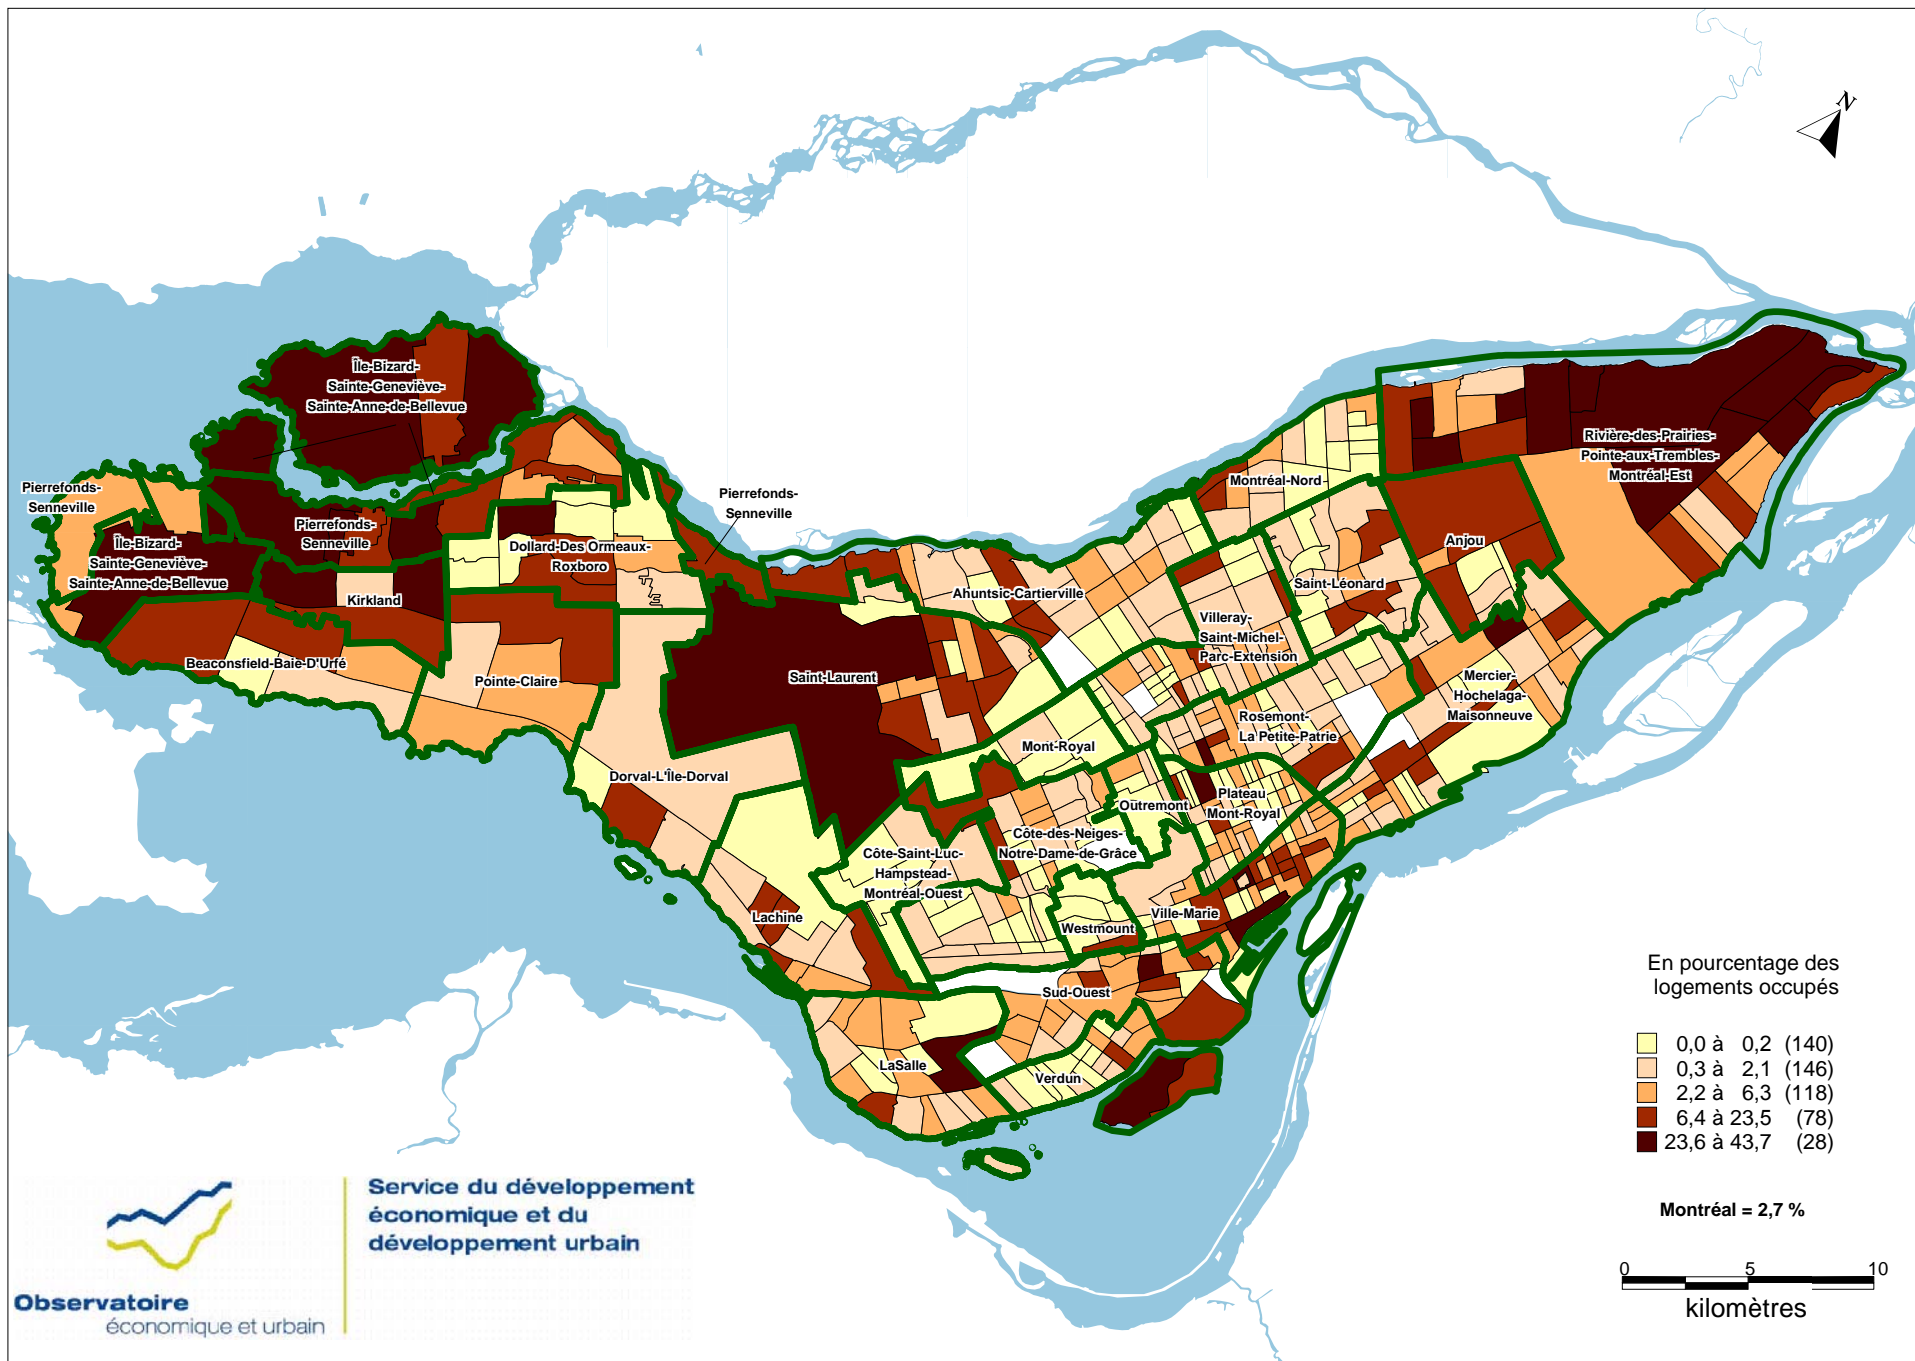 N
Île-Bizard-
Sainte-Geneviève-
Sainte-Anne-de-Bellevue
Pierrefonds-
Senneville
Pierrefonds-
Senneville
Pierrefonds-
Senneville
Île-Bizard-
Sainte-Geneviève-
Sainte-Anne-de-Bellevue
Dollard-Des Ormeaux-
Roxboro
Kirkland
Beaconsfield-Baie-D'Urfé
Pointe-Claire
Dorval-L'Île-Dorval
Saint-Laurent
Ahuntsic-Cartierville
Montréal-Nord
Rivière-des-Prairies-
Pointe-aux-Trembles-
Montréal-Est
Anjou
Saint-Léonard
Villeray-
Saint-Michel-
Parc-Extension
Mercier-
Hochelaga-
Maisonneuve
Rosemont-
La Petite-Patrie
Mont-Royal
Outremont
Plateau
Mont-Royal
Côte-des-Neiges-
Notre-Dame-de-Grâce
Côte-Saint-Luc-
Hampstead-
Montréal-Ouest
Lachine
Westmount
Ville-Marie
Sud-Ouest
LaSalle
Verdun
En pourcentage des
logements occupés
0,0 à 0,2 (140)
0,3 à 2,1 (146)
2,2 à 6,3 (118)
6,4 à 23,5 (78)
23,6 à 43,7 (28)
Montréal = 2,7 %
0 5 10
kilomètres
Service du développement
économique et du
développement urbain
Observatoire
économique et urbain